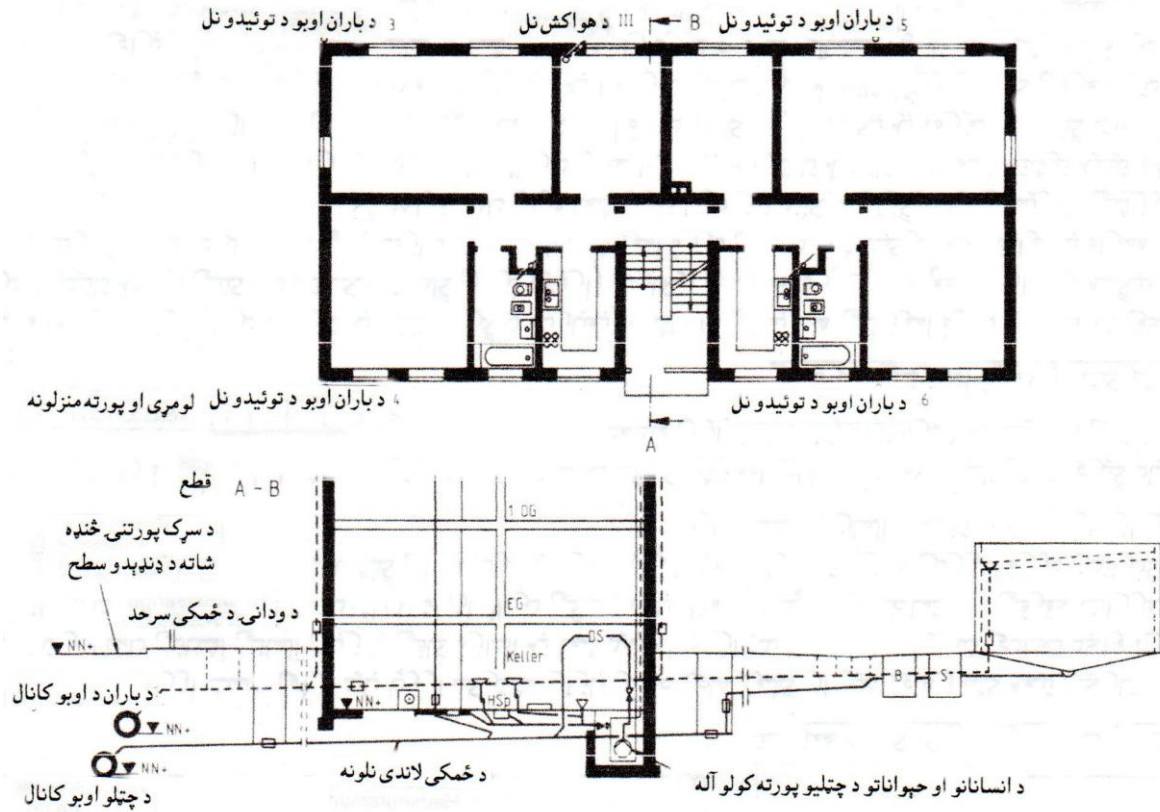 د باران اوبو د توئیدو نل 3
د هواکش نل III
B
د باران اوبو د توئیدو نل 5
لومړی او پورته منزلونه
د باران اوبو د توئیدو نل 4
د باران اوبو د توئیدو نل 6
A
قطع A - B
د سرک پورتنۍ څنډه
شاته د ډنډېدو سطح
د ودانۍ د ځمکې سرحد
1 OG
EG
DS
Keller
NN+
B
S
د باران د اوبو کانال
NN+
NN+
HSp
NN+
د چټلو اوبو کانال
د ځمکی لاندی نلونه
د انسانانو او حیواناتو د چټلیو پورته کولو آله